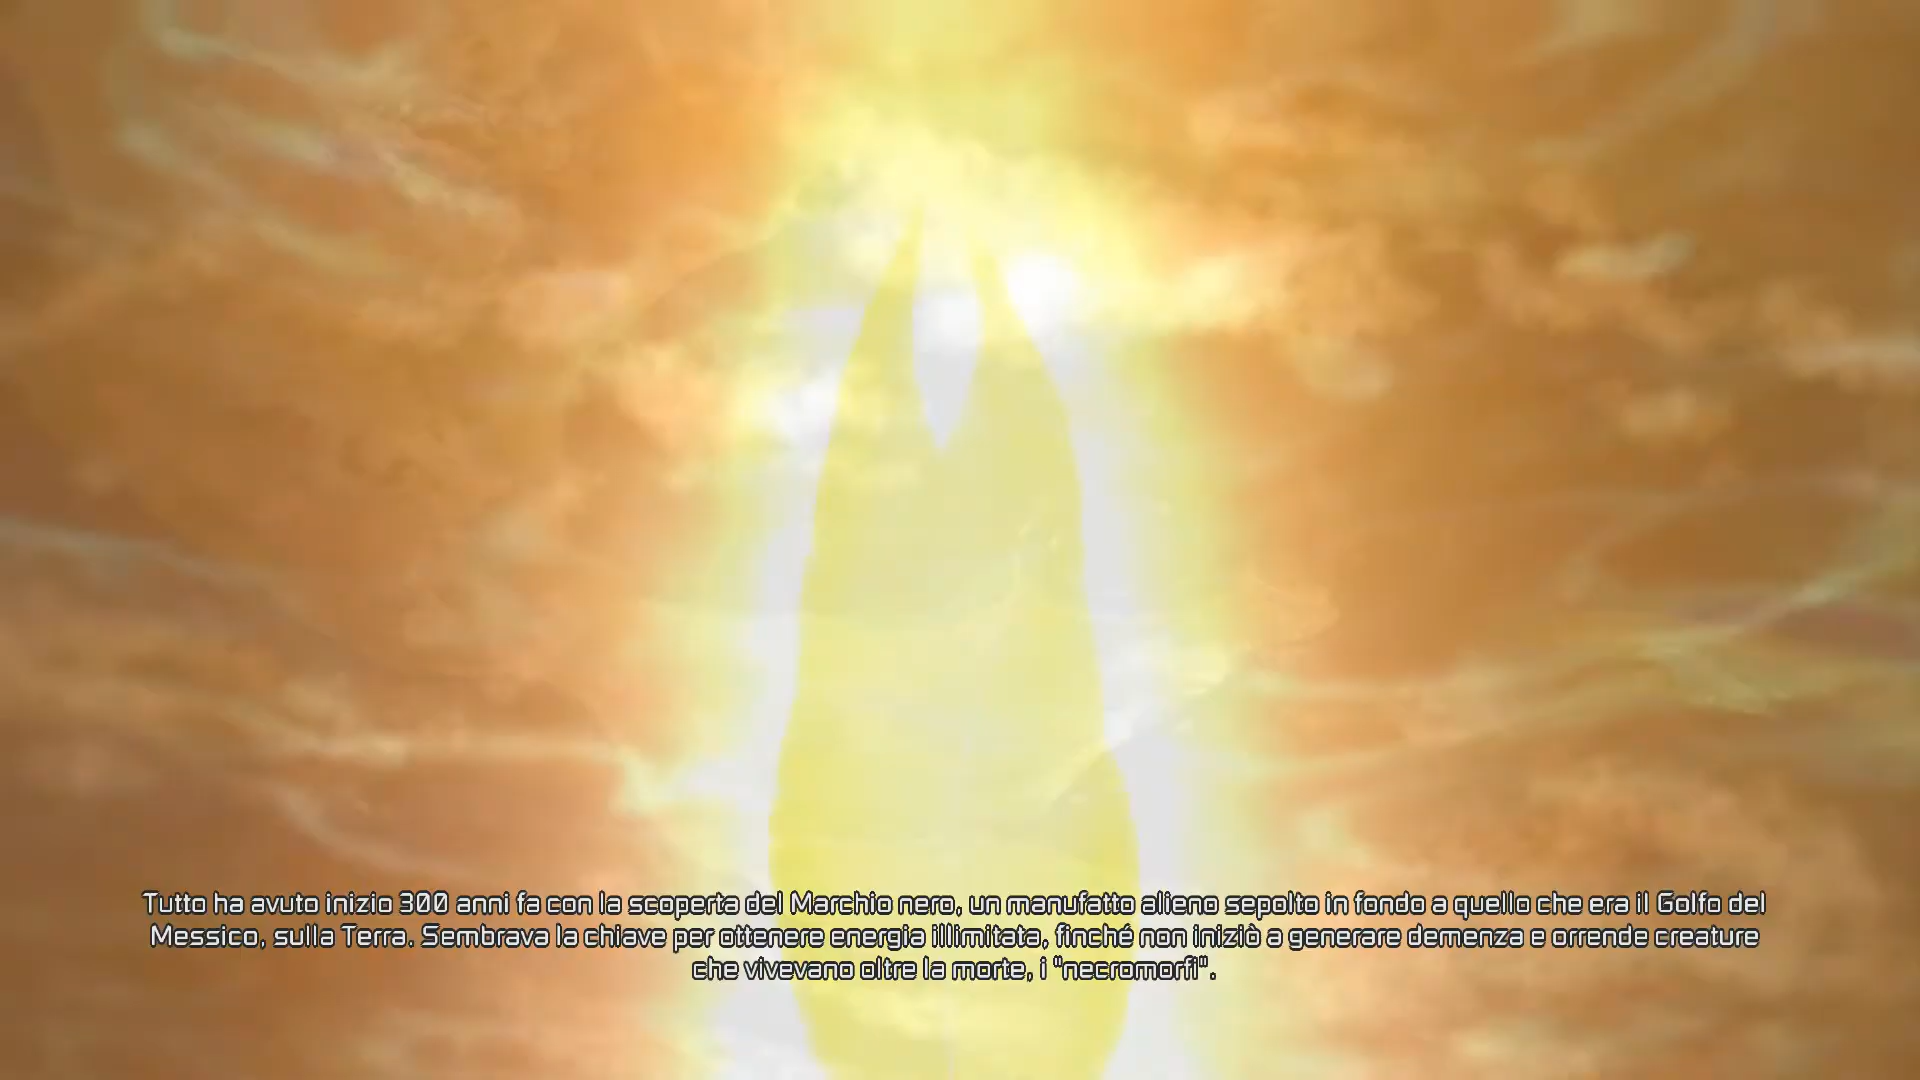 Tutto ha avuto inizio 300 anni fa con la scoperta del Marchio nero, un manufatto alieno sepolto in fondo a quello che era il Golfo del
Messico, sulla Terra. Sembrava la chiave per ottenere energia illimitata, finché non iniziò a generare demenza e orrende creature
che vivevano oltre la morte, i "necromorfi".